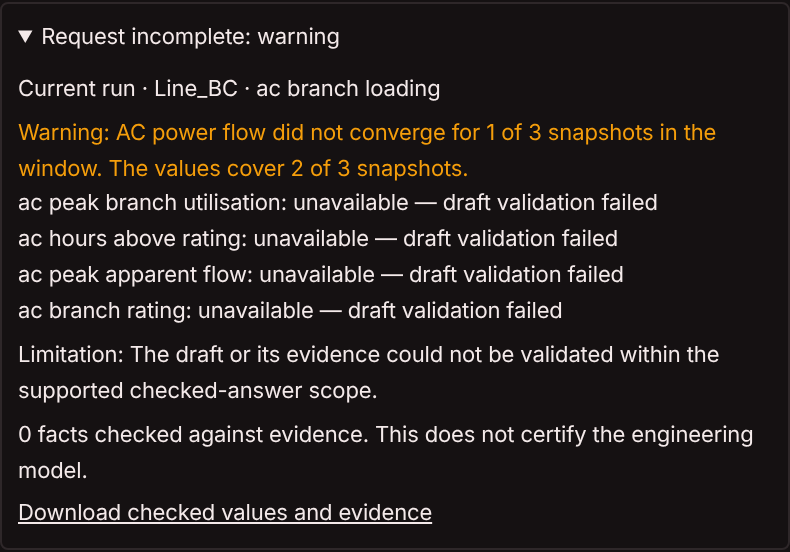 ▼ Request incomplete: warning
Current run · Line_BC · ac branch loading
Warning: AC power flow did not converge for 1 of 3 snapshots in the
window. The values cover 2 of 3 snapshots.
ac peak branch utilisation: unavailable — draft validation failed
ac hours above rating: unavailable — draft validation failed
ac peak apparent flow: unavailable — draft validation failed
ac branch rating: unavailable — draft validation failed
Limitation: The draft or its evidence could not be validated within the
supported checked-answer scope.
0 facts checked against evidence. This does not certify the engineering
model.
Download checked values and evidence